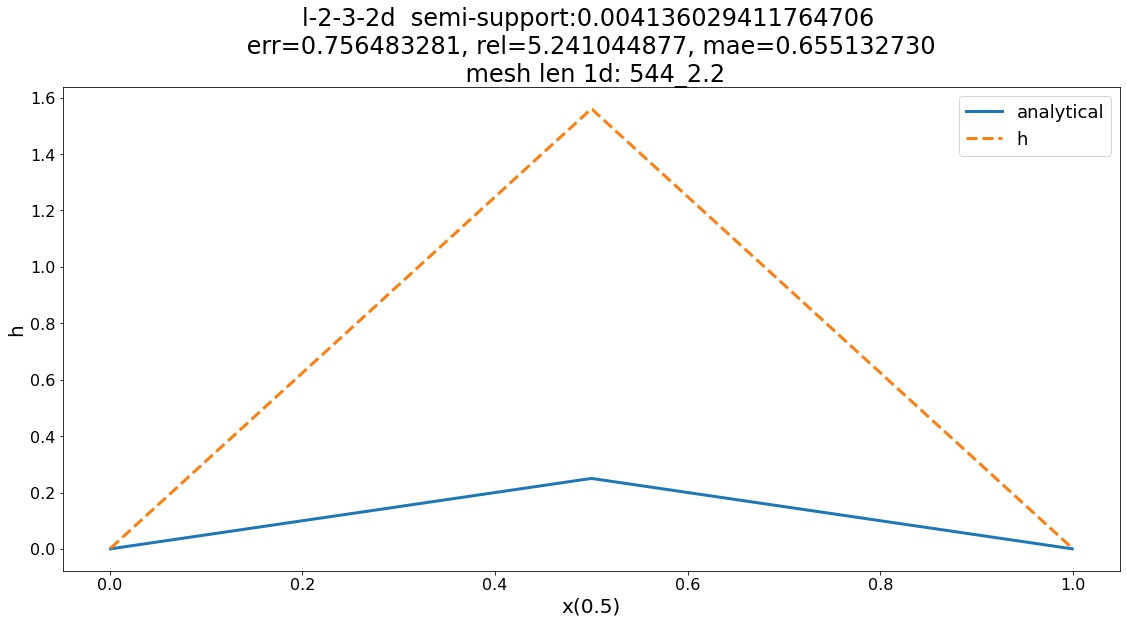 l-2-3-2d  semi-support:0.004136029411764706
err=0.756483281, rel=5.241044877, mae=0.655132730
mesh len 1d: 544_2.2
analytical
h
h
1.6
1.4
1.2
1.0
0.8
0.6
0.4
0.2
0.0
0.0
0.2
0.4
0.6
0.8
1.0
x(0.5)